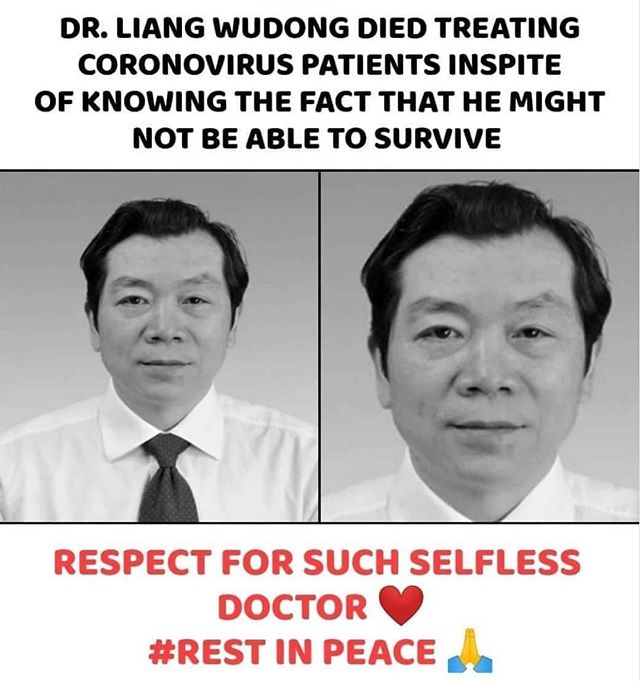 DR. LIANG WUDONG DIED TREATING
CORONOVIRUS PATIENTS INSPITE
OF KNOWING THE FACT THAT HE MIGHT
NOT BE ABLE TO SURVIVE
RESPECT FOR SUCH SELFLESS
DOCTOR ❤️
#REST IN PEACE 🙏